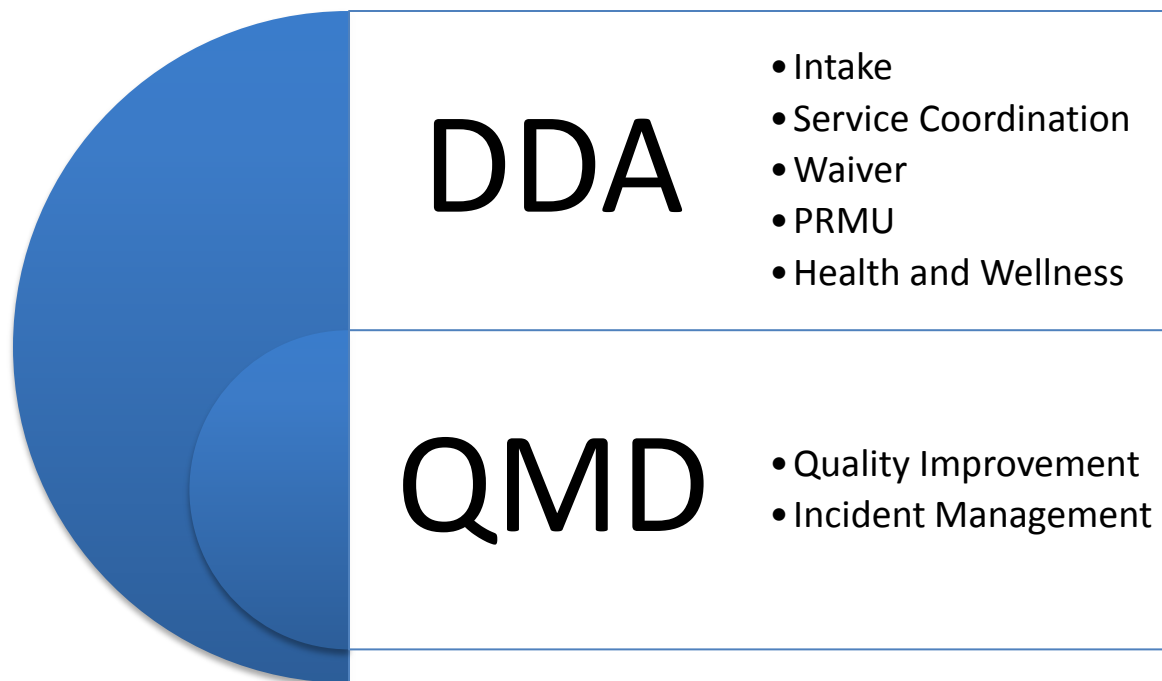 DDA
• Intake
• Service Coordination
• Waiver
• PRMU
• Health and Wellness
QMD
• Quality Improvement
• Incident Management